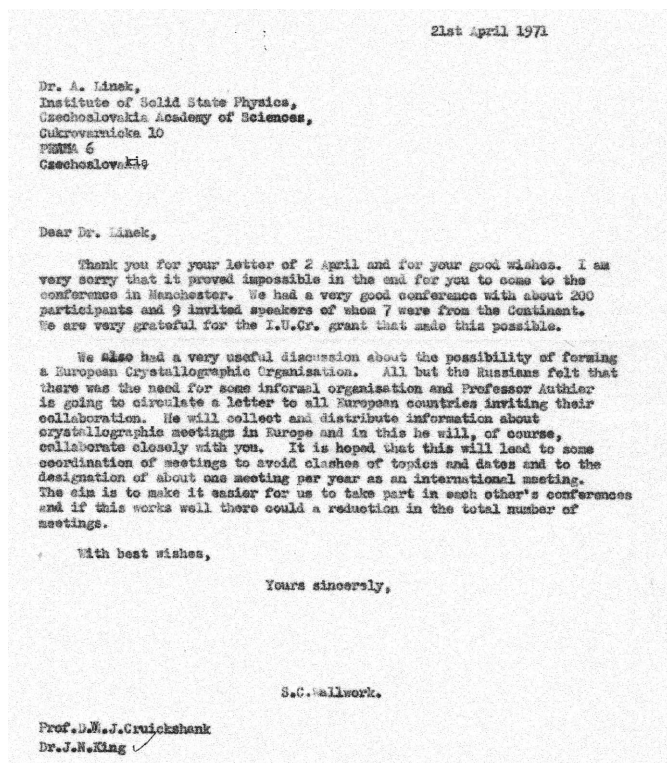 21st April 1971
Dr. A. Linek,
Institute of Solid State Physics,
Czechoslovakia Academy of Sciences,
Cukrovarnicka 10
6
Czechoslovakia
Dear Dr. Linek,
Thank you for your letter of 2 April and for your good wishes. I am
very sorry that it proved impossible in the end for you to come to the
conference in Manchester. We had a very good conference with about 200
participants and 9 invited speakers of whom 7 were from the Continent.
We are very grateful for the I.U.Cr. grant that made this possible.
We also had a very useful discussion about the possibility of forming
a European Crystallographic Organisation. All but the Russians felt that
there was the need for some informal organisation and Professor Authier
is going to circulate a letter to all European countries inviting their
collaboration. He will collect and distribute information about
crystallographic meetings in Europe and in this he will, of course,
collaborate closely with you. It is hoped that this will lead to some
coordination of meetings to avoid clashes of topics and dates and to the
designation of about one meeting per year as an international meeting.
The aim is to make it easier for us to take part in each other's conferences
and if this works well there could a reduction in the total number of
meetings.
With best wishes,
Yours sincerely,
S.C.Wallwork.
Prof.D.W.J.Cruickshank
Dr.J.N.King